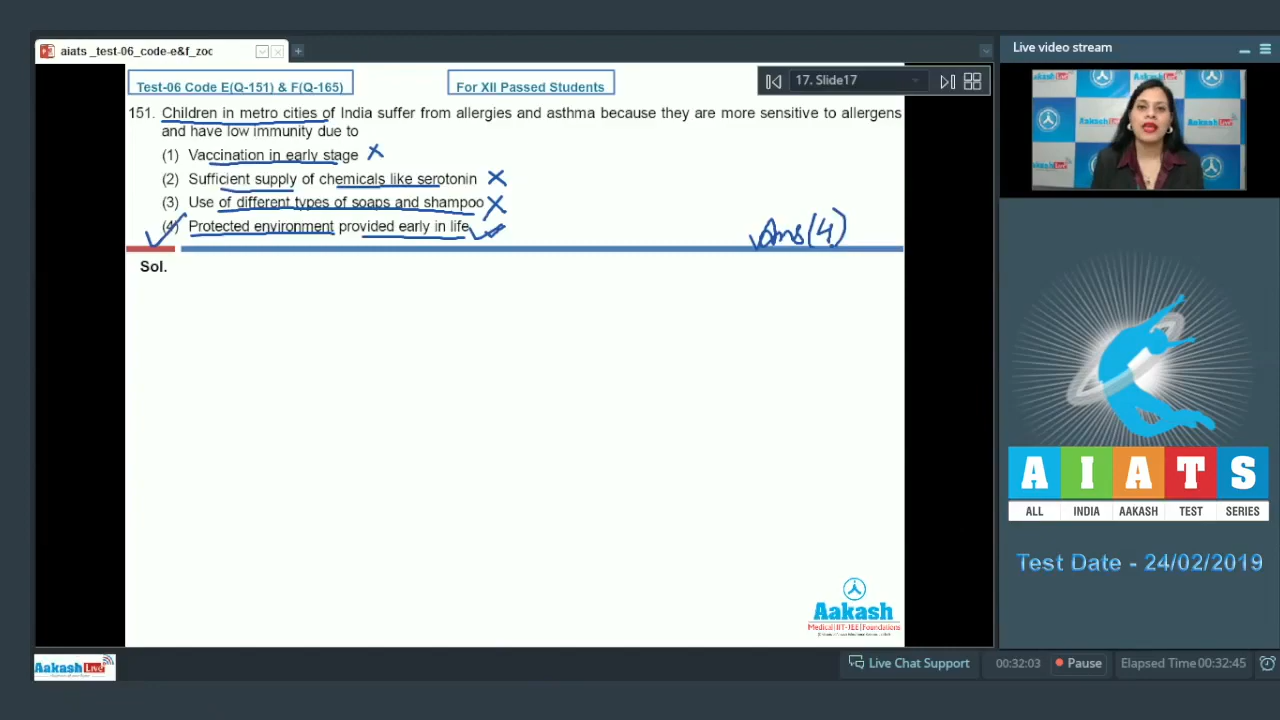 aiats _test-06_code-e&f_zoo
Live video stream
Test-06 Code E(Q-151) & F(Q-165)
For XII Passed Students
17. Slide17
151. Children in metro cities of India suffer from allergies and asthma because they are more sensitive to allergens
and have low immunity due to
(1) Vaccination in early stage
(2) Sufficient supply of chemicals like serotonin
(3) Use of different types of soaps and shampoo
(4) Protected environment provided early in life
Ans (4)
Sol.
AakashLive
A I A T S
ALL INDIA AAKASH TEST SERIES
Test Date - 24/02/2019
Aakash
Medical|IIT-JEE|Foundations
Aakash Live
Live Chat Support
00:32:03
Pause
Elapsed Time 00:32:45